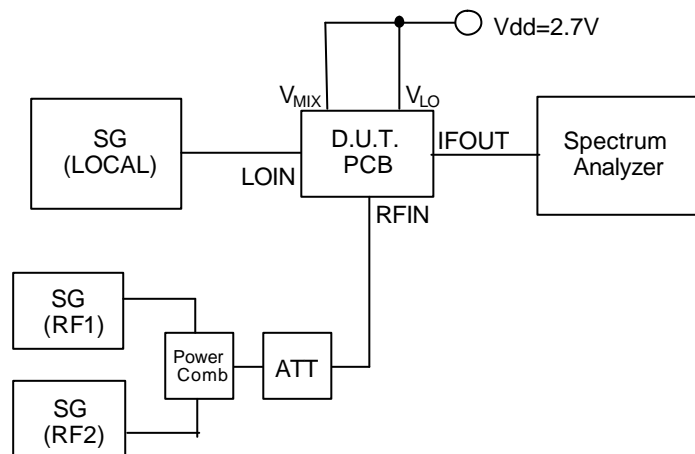 Vdd=2.7V
VMIX
VLO
SG
(LOCAL)
LOIN
D.U.T.
PCB
IFOUT
Spectrum
Analyzer
RFIN
SG
(RF1)
Power
Comb
ATT
SG
(RF2)